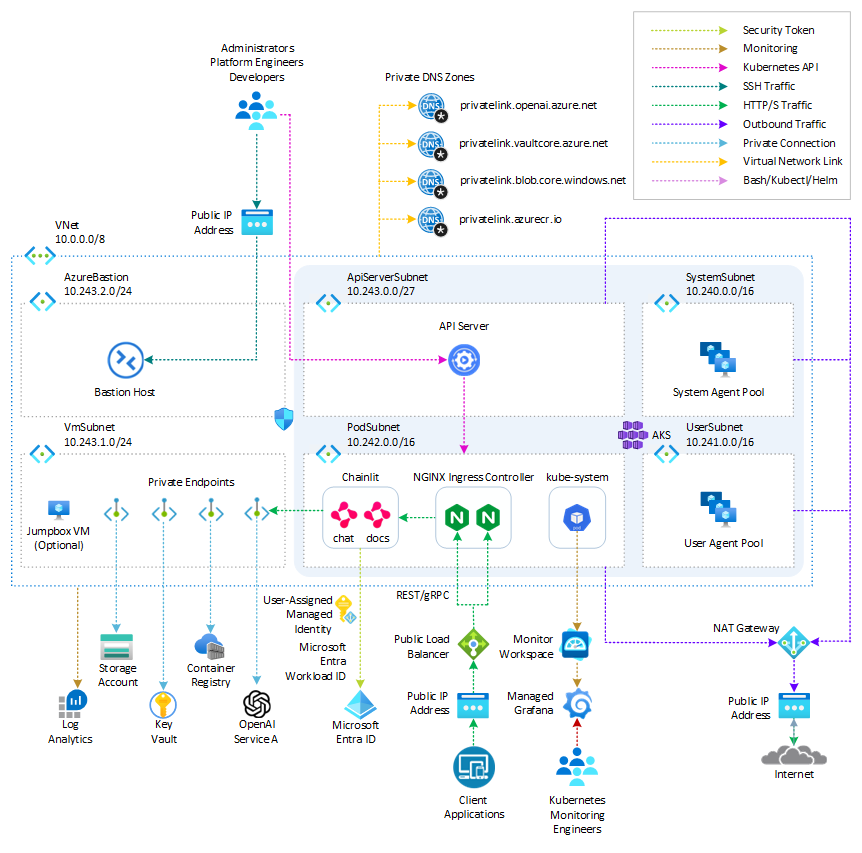 Security Token
Monitoring
Kubernetes API
SSH Traffic
HTTP/S Traffic
Outbound Traffic
Private Connection
Virtual Network Link
Bash/Kubectl/Helm
Administrators
Platform Engineers
Developers
Private DNS Zones
DNS
privatelink.openai.azure.net
DNS
privatelink.vaultcore.azure.net
DNS
privatelink.blob.core.windows.net
DNS
privatelink.azurecr.io
Public IP
Address
VNet
10.0.0.0/8
AzureBastion
10.243.2.0/24
ApiServerSubnet
10.243.0.0/27
SystemSubnet
10.240.0.0/16
API Server
Bastion Host
System Agent Pool
VmSubnet
10.243.1.0/24
PodSubnet
10.242.0.0/16
AKS
UserSubnet
10.241.0.0/16
Private Endpoints
Chainlit
NGINX Ingress Controller
kube-system
Jumpbox VM
(Optional)
chat
docs
N
N
pod
User Agent Pool
User-Assigned
Managed
Identity
REST/gRPC
Microsoft
Entra
Workload ID
Public Load
Balancer
Monitor
Workspace
NAT Gateway
Storage
Account
Container
Registry
Public IP
Address
Managed
Grafana
Public IP
Address
Log
Analytics
Key
Vault
OpenAI
Service A
Microsoft
Entra ID
Internet
Client
Applications
Kubernetes
Monitoring
Engineers